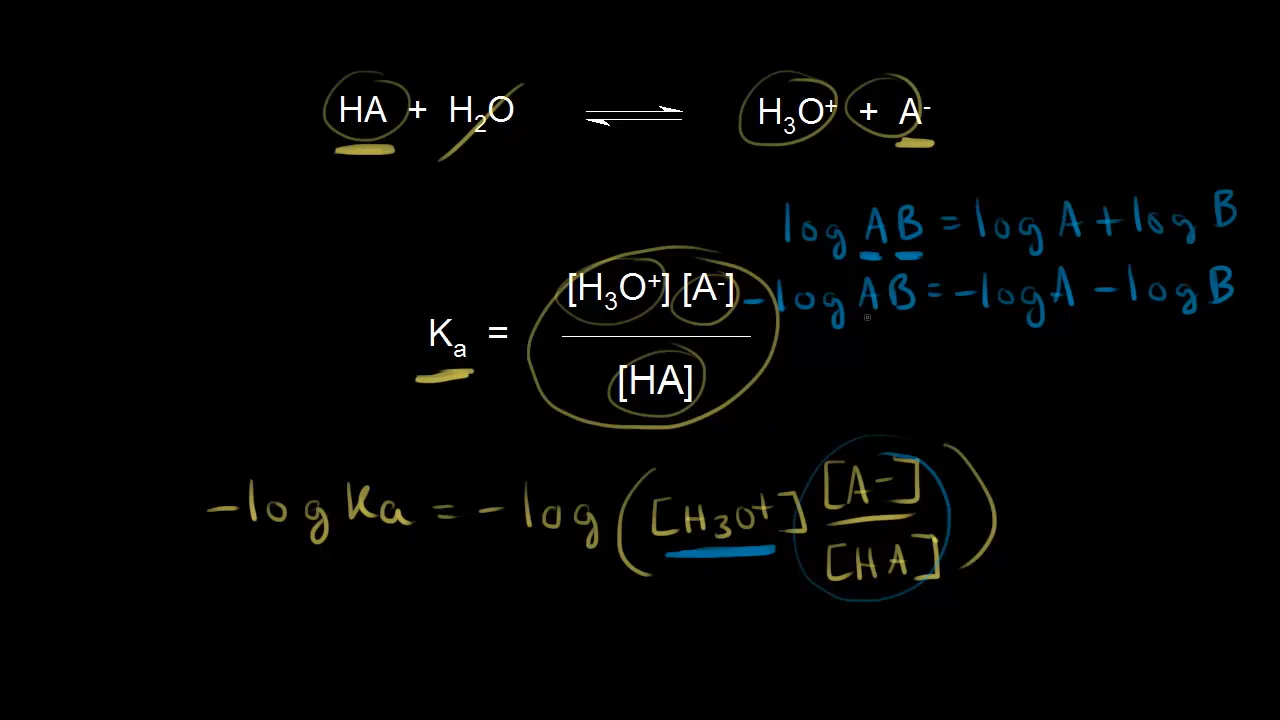 HA + H₂O ⇌ H₃O⁺ + A⁻
log AB = log A + log B
-log AB = -log A - log B
Kₐ = [H₃O⁺] [A⁻] / [HA]
-log Ka = -log ([H₃O⁺] [A⁻] / [HA])